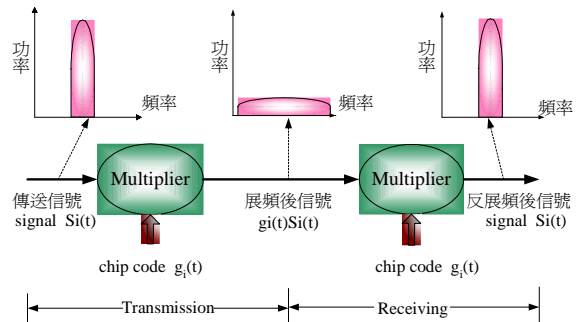 功率
頻率
功率
頻率
功率
頻率
Multiplier
Multiplier
傳送信號
signal Si(t)
展頻後信號
gi(t)Si(t)
反展頻後信號
signal Si(t)
chip code gi(t)
chip code gi(t)
Transmission
Receiving